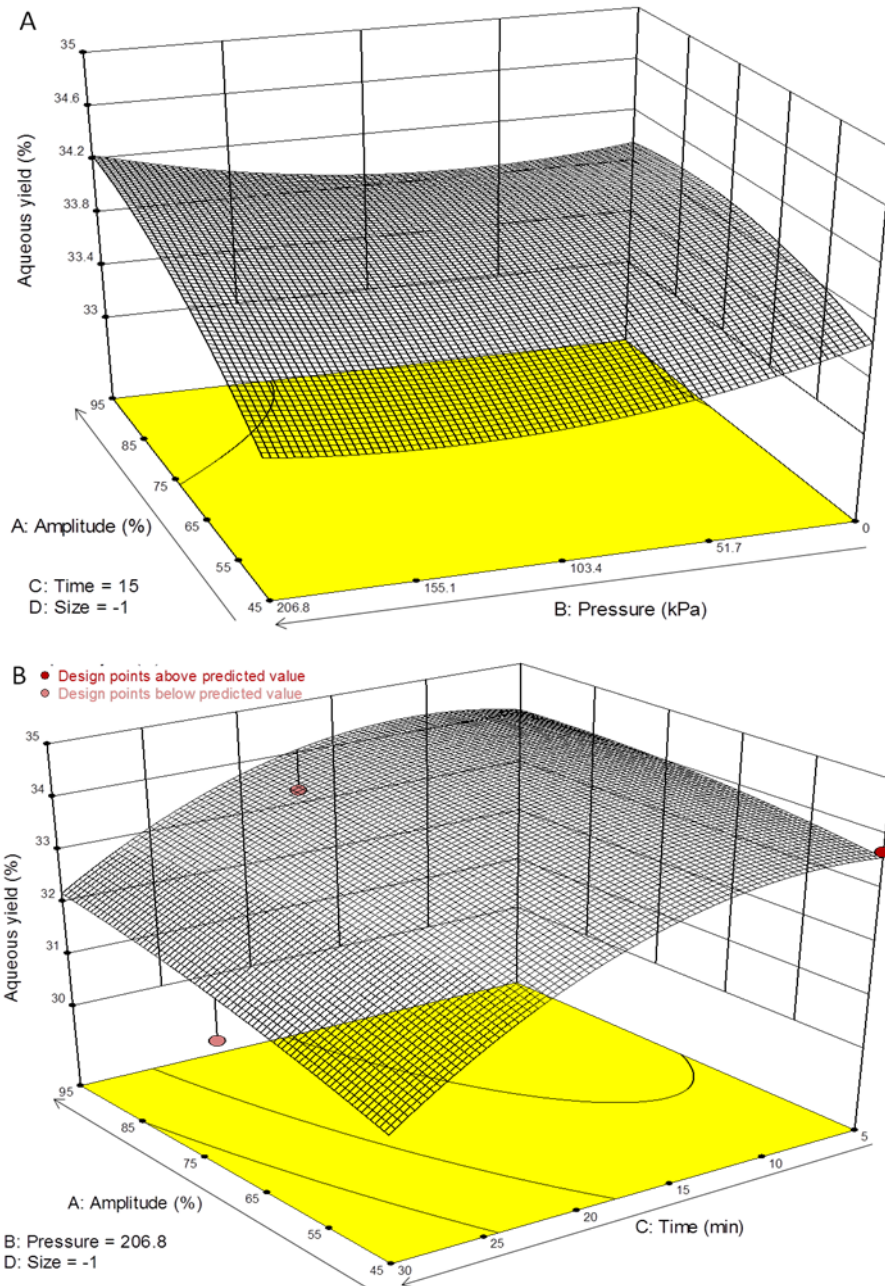 A
35
34.6
34.2
33.8
33.4
33
Aqueous yield (%)
95
85
75
65
55
45
A: Amplitude (%)
206.8
155.1
103.4
51.7
0
B: Pressure (kPa)
C: Time = 15
D: Size = -1
B
Design points above predicted value
Design points below predicted value
35
34
33
32
31
30
Aqueous yield (%)
95
85
75
65
55
45
A: Amplitude (%)
30
25
20
15
10
5
C: Time (min)
B: Pressure = 206.8
D: Size = -1